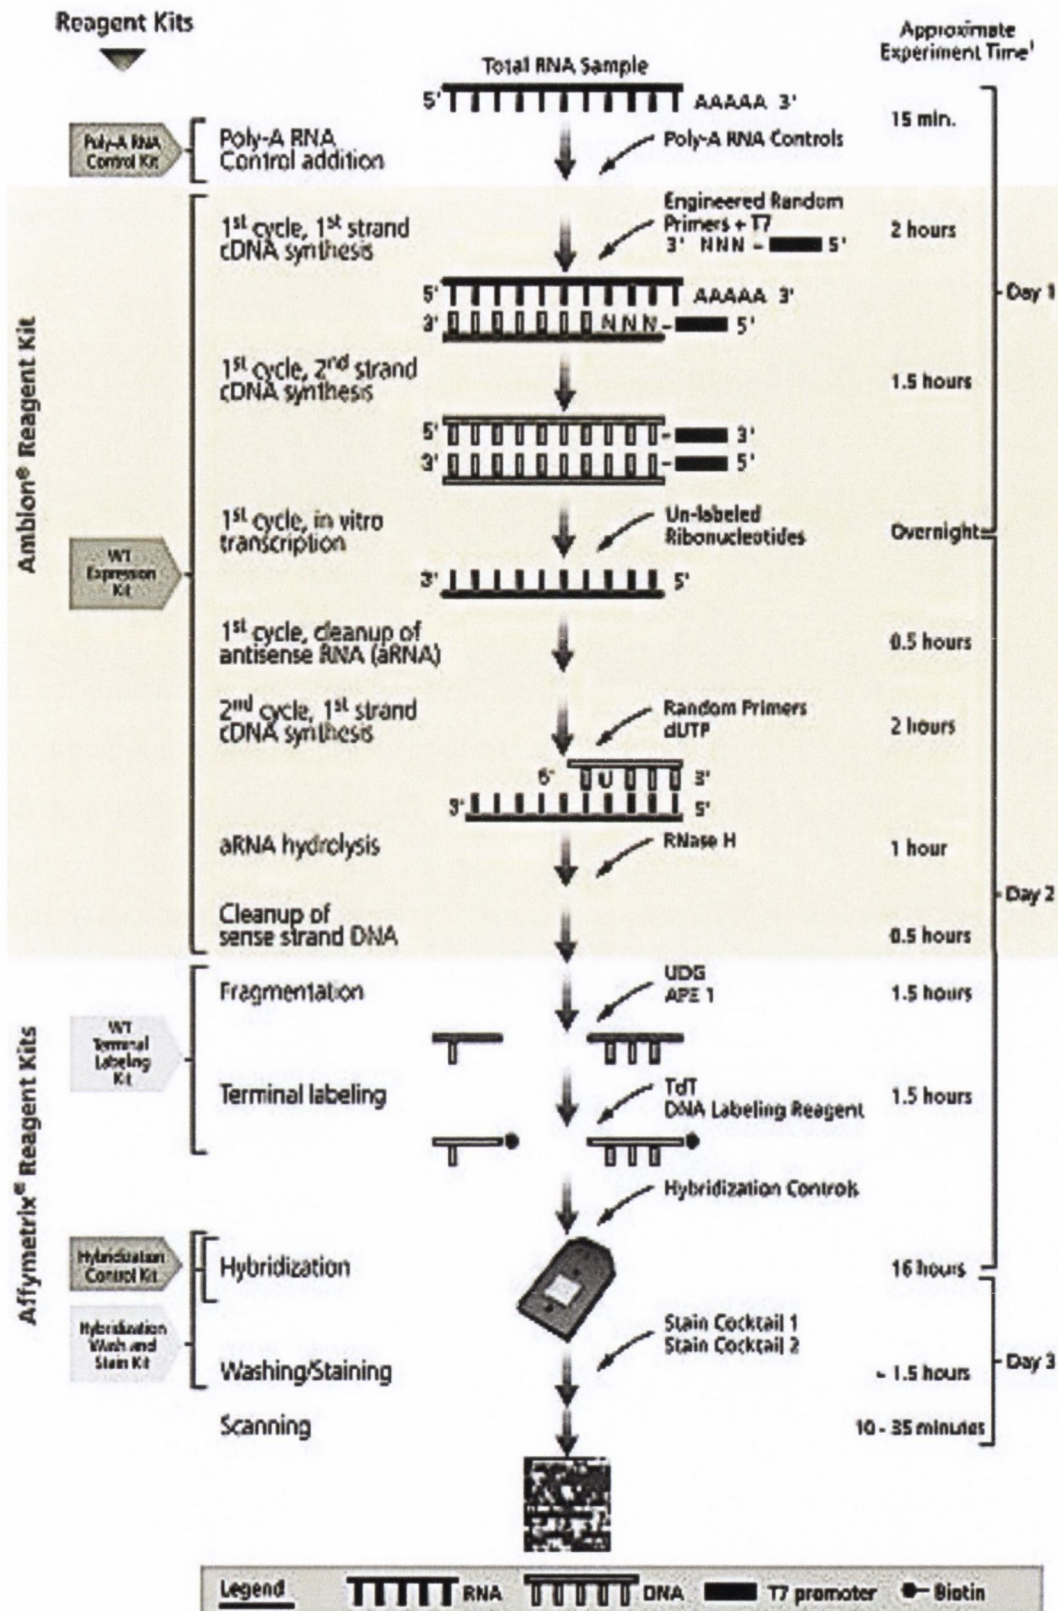 Reagent Kits
Approximate
Experiment Time¹
Total RNA Sample
5' AAAAA 3'
15 min.
Poly-A RNA
Control Kit
Poly-A RNA
Control addition
Poly-A RNA Controls
Engineered Random
Primers + T7
3' NNN - 5'
1st cycle, 1st strand
cDNA synthesis
2 hours
5' AAAAA 3'
3' NNN - 5'
Day 1
1st cycle, 2nd strand
cDNA synthesis
1.5 hours
5' - 3'
3' - 5'
Ambion® Reagent Kit
WT
Expression
Kit
1st cycle, in vitro
transcription
Un-labeled
Ribonucleotides
Overnight
3' 5'
1st cycle, cleanup of
antisense RNA (aRNA)
0.5 hours
2nd cycle, 1st strand
cDNA synthesis
Random Primers
dUTP
2 hours
6' U 3'
3' 5'
aRNA hydrolysis
RNase H
1 hour
Day 2
Cleanup of
sense strand DNA
0.5 hours
Fragmentation
UDG
APE 1
1.5 hours
Affymetrix® Reagent Kits
WT
Terminal
Labeling
Kit
Terminal labeling
TdT
DNA Labeling Reagent
1.5 hours
Hybridization Controls
Hybridization
Control Kit
Hybridization
16 hours
Hybridization
Wash and
Stain Kit
Stain Cocktail 1
Stain Cocktail 2
Washing/Staining
~ 1.5 hours
Day 3
Scanning
10 - 35 minutes
Legend RNA DNA T7 promoter Biotin